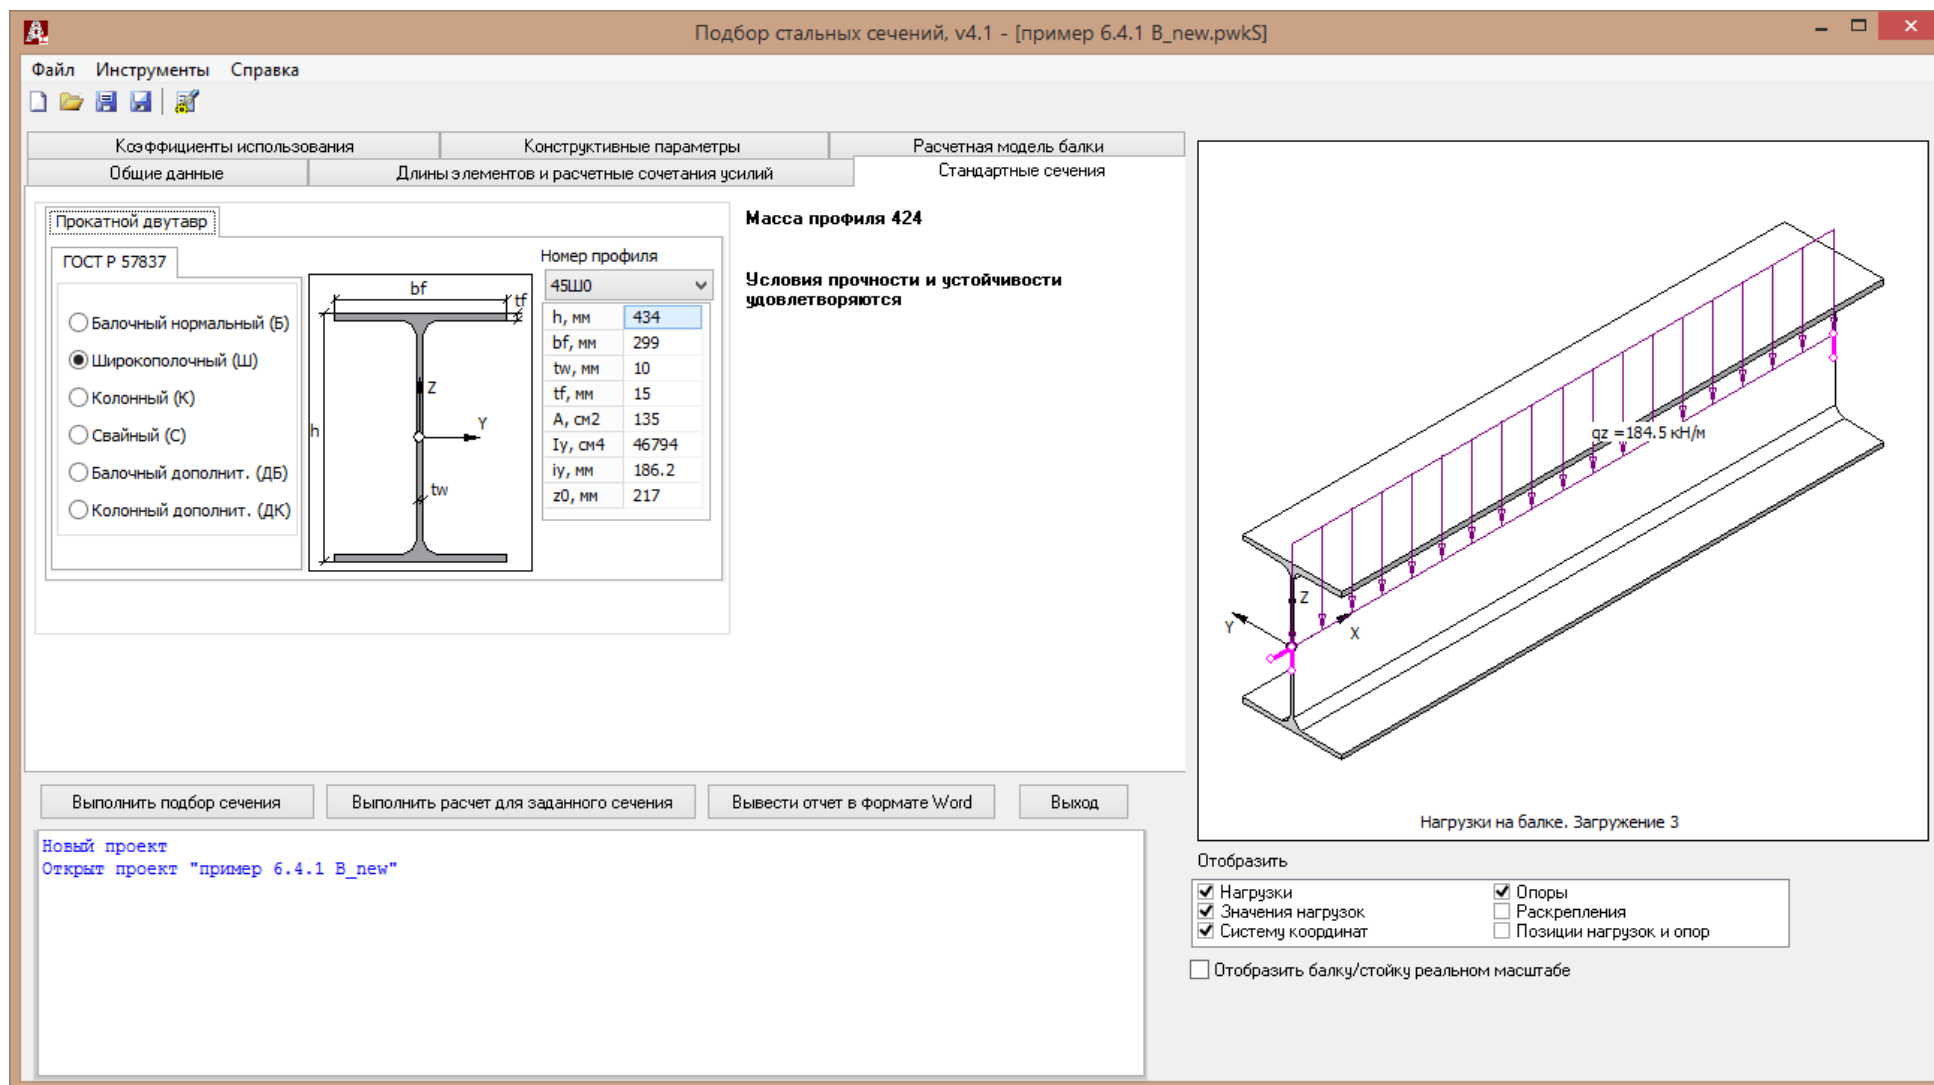 Подбор стальных сечений, v4.1 - [пример 6.4.1 B_new.pwkS]
Файл Инструменты Справка
Коэффициенты использования Конструктивные параметры Расчетная модель балки
Общие данные Длины элементов и расчетные сочетания усилий Стандартные сечения
Прокатной двутавр
ГОСТ Р 57837
Балочный нормальный (Б)
Широкополочный (Ш)
Колонный (К)
Свайный (С)
Балочный дополнит. (ДБ)
Колонный дополнит. (ДК)
bf
tf
h
Z
Y
tw
Номер профиля
45Ш0
h, мм 434
bf, мм 299
tw, мм 10
tf, мм 15
A, см2 135
Iy, см4 46794
iy, мм 186.2
z0, мм 217
Масса профиля 424
Условия прочности и устойчивости
удовлетворяются
qz =184.5 кН/м
Z
Y
X
Нагрузки на балке. Загружение 3
Выполнить подбор сечения Выполнить расчет для заданного сечения Вывести отчет в формате Word Выход
Новый проект
Открыт проект "пример 6.4.1 B_new"
Отобразить
Нагрузки Опоры
Значения нагрузок Раскрепления
Систему координат Позиции нагрузок и опор
Отобразить балку/стойку реальном масштабе